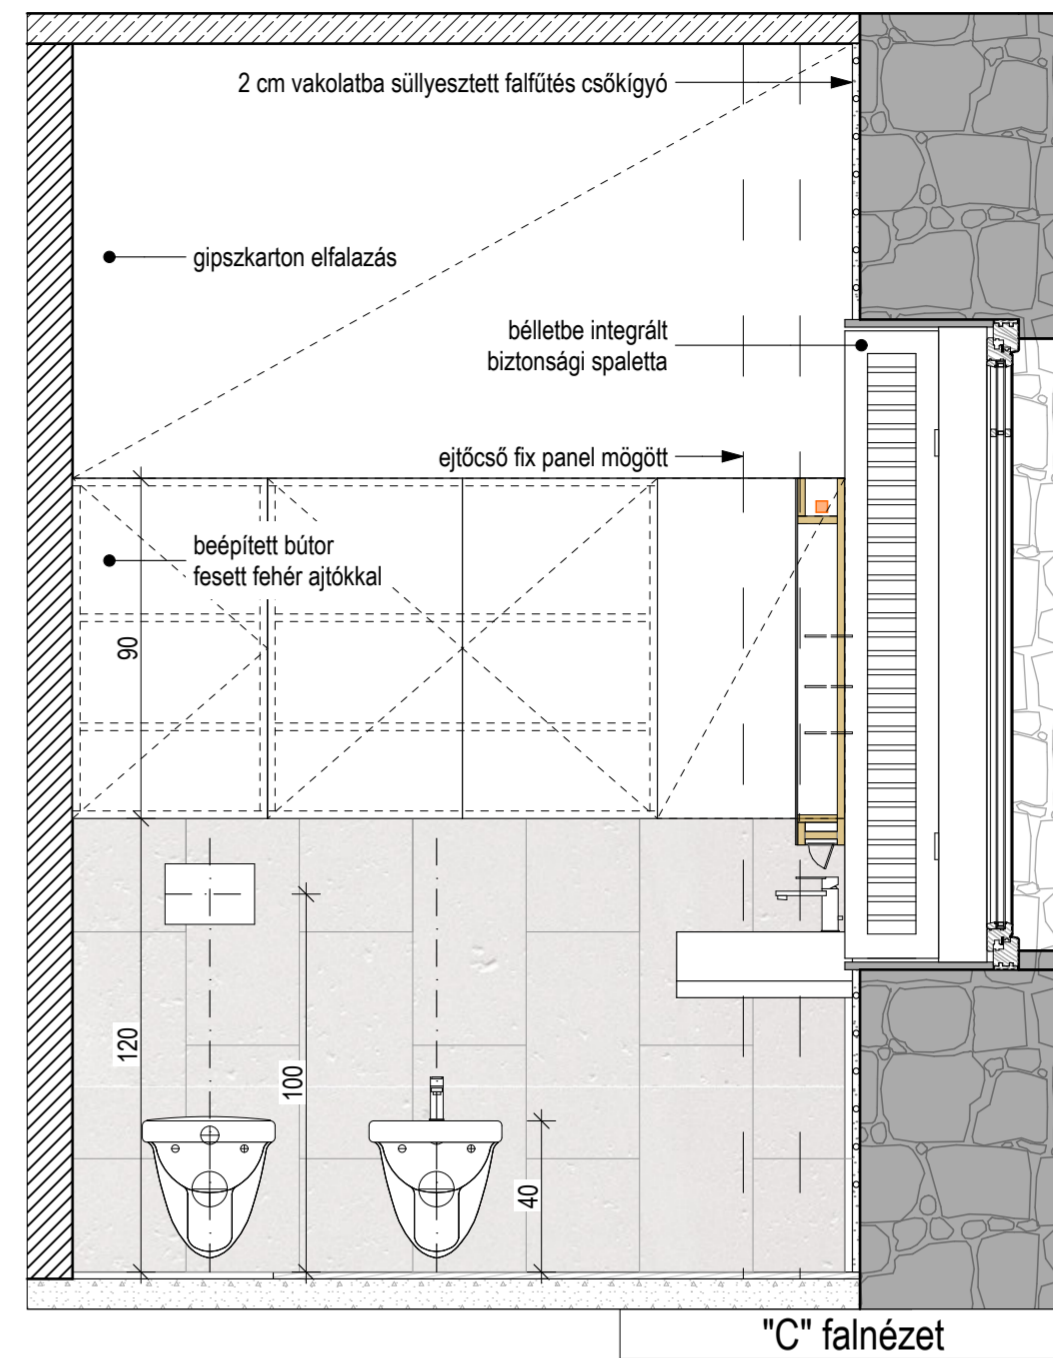 2 cm vakolatba süllyesztett falfűtés csőkígyó
gipszkarton elfalazás
bélletbe integrált
biztonsági spaletta
ejtőcső fix panel mögött
beépített bútor
fesett fehér ajtókkal
90
120
100
40
"C" falnézet